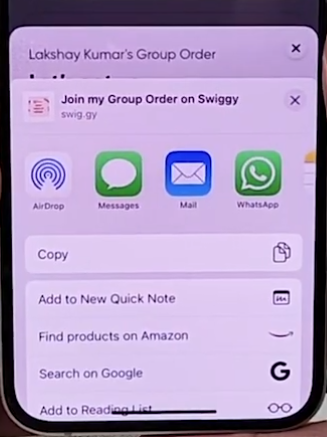 Lakshay Kumar's Group Order
Join my Group Order on Swiggy
swig.gy
AirDrop
Messages
Mail
WhatsApp
Copy
Add to New Quick Note
Find products on Amazon
Search on Google
Add to Reading List